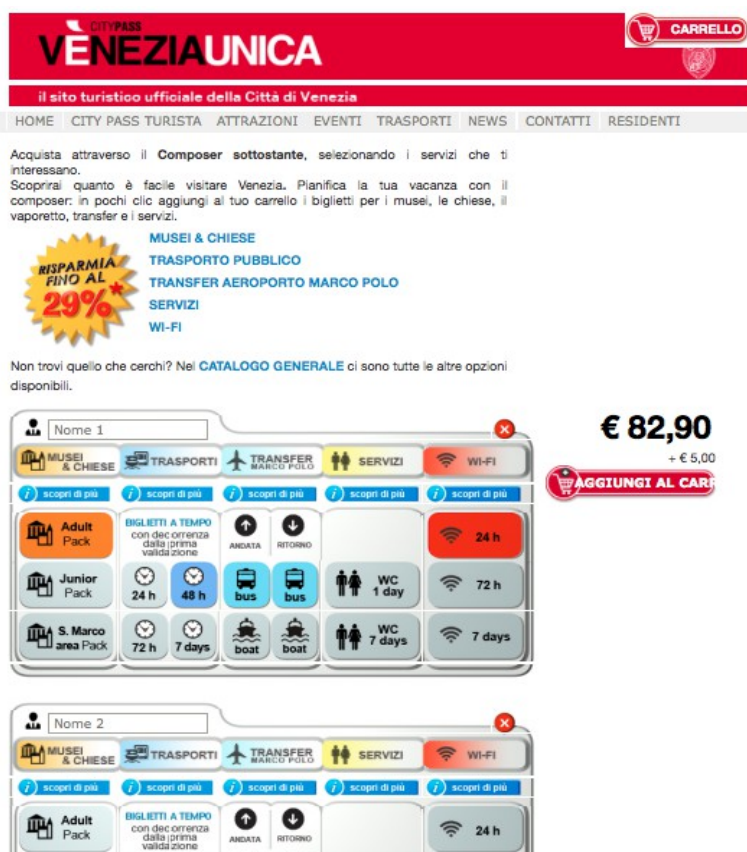 CITYPASS
VÈNEZIAUNICA
CARRELLO
il sito turistico ufficiale della Città di Venezia
HOME CITY PASS TURISTA ATTRAZIONI EVENTI TRASPORTI NEWS CONTATTI RESIDENTI
Acquista attraverso il Composer sottostante, selezionando i servizi che ti
interessano.
Scoprirai quanto è facile visitare Venezia. Pianifica la tua vacanza con il
composer: in pochi clic aggiungi al tuo carrello i biglietti per i musei, le chiese, il
vaporetto, transfer e i servizi.
RISPARMIA
FINO AL
29%*
MUSEI & CHIESE
TRASPORTO PUBBLICO
TRANSFER AEROPORTO MARCO POLO
SERVIZI
WI-FI
Non trovi quello che cerchi? Nel CATALOGO GENERALE ci sono tutte le altre opzioni
disponibili.
Nome 1
€ 82,90
+ € 5,00
AGGIUNGI AL CARR
MUSEI & CHIESE TRASPORTI TRANSFER MARCO POLO SERVIZI WI-FI
i scopri di più i scopri di più i scopri di più i scopri di più i scopri di più
Adult
Pack
BIGLIETTI A TEMPO
con decorrenza
dalla prima
validazione
ANDATA RITORNO
24 h
Junior
Pack
24 h 48 h bus bus
WC
1 day
72 h
S. Marco
area Pack
72 h 7 days boat boat
WC
7 days
7 days
Nome 2
MUSEI & CHIESE TRASPORTI TRANSFER MARCO POLO SERVIZI WI-FI
i scopri di più i scopri di più i scopri di più i scopri di più i scopri di più
Adult
Pack
BIGLIETTI A TEMPO
con decorrenza
dalla prima
validazione
ANDATA RITORNO
24 h